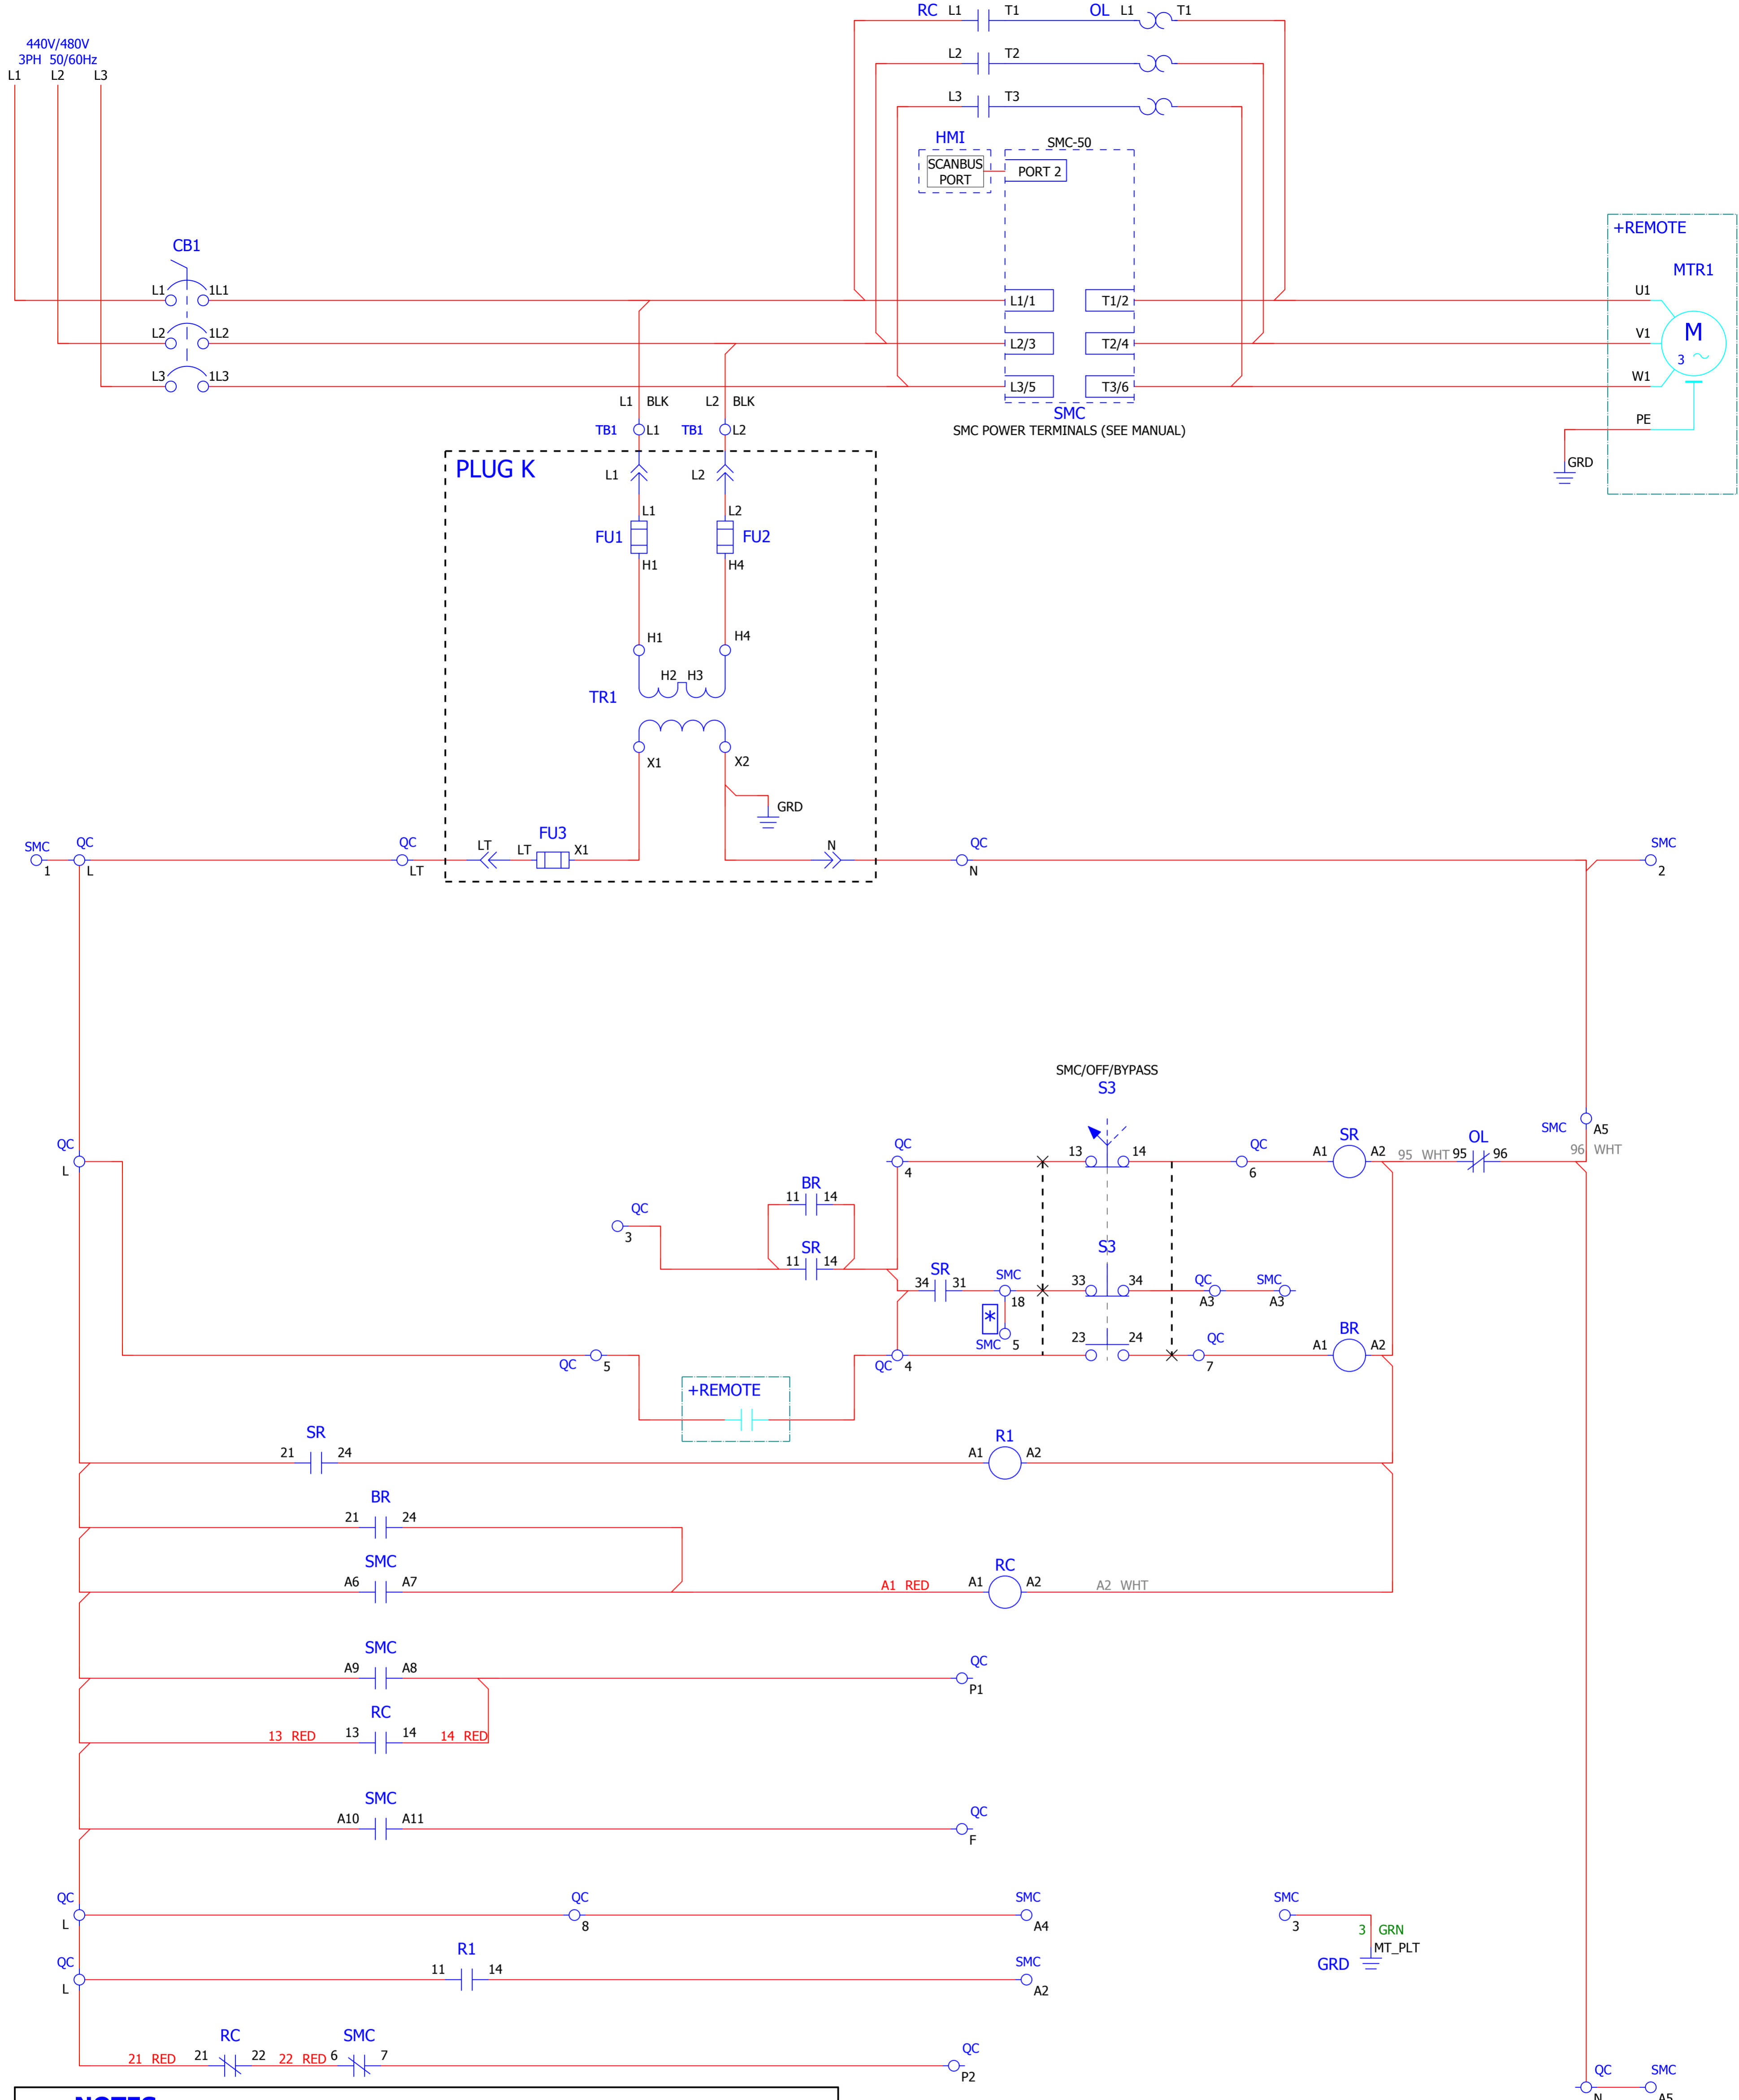 RC L1 T1 OL L1 T1
440V/480V
3PH 50/60Hz
L1 L2 L3
L2 T2
L3 T3
HMI
SMC-50
SCANBUS
PORT
PORT 2
+REMOTE
CB1
MTR1
L1 1L1 L1/1 T1/2 U1
L2 1L2 L2/3 T2/4 V1
M
3
L3 1L3 L3/5 T3/6 W1
L1 BLK L2 BLK
SMC
PE
TB1 L1 TB1 L2
SMC POWER TERMINALS (SEE MANUAL)
GRD
PLUG K
L1 L2
L1 L2
FU1 FU2
H1 H4
H1 H4
H2 H3
TR1
X1 X2
GRD
SMC QC QC FU3 QC SMC
LT LT X1 N
1 L LT N 2
SMC/OFF/BYPASS
S3
SMC A5
QC QC 13 14 QC SR OL
A1 A2 95 WHT 95 96 96 WHT
L 4 6
BR
11 14
QC
3
SR
11 14
S3
SR
34 31
SMC
18
33 34
QC
A3
SMC
A3
*
SMC 5
23 24
QC
7
BR
A1 A2
QC 5
QC 4
+REMOTE
SR
21 24
R1
A1 A2
BR
21 24
SMC
A6 A7
A1 RED
RC
A1 A2
A2 WHT
SMC
A9 A8
QC
P1
RC
13 RED 13 14 14 RED
SMC
A10 A11
QC
F
QC QC SMC SMC
L 8 A4 3
3 GRN
MT_PLT
GRD
QC R1 SMC
11 14
L A2
RC SMC
21 RED 21 22 22 RED 6 7
QC
P2
QC SMC
N A5
NOTES